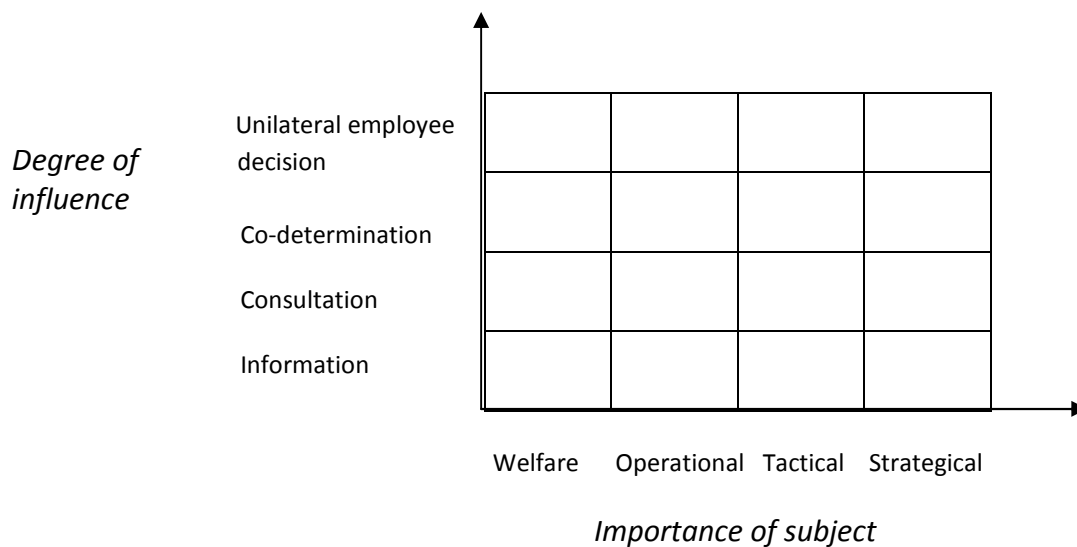 Unilateral employee
decision
Degree of
influence
Co-determination
Consultation
Information
Welfare Operational Tactical Strategical
Importance of subject